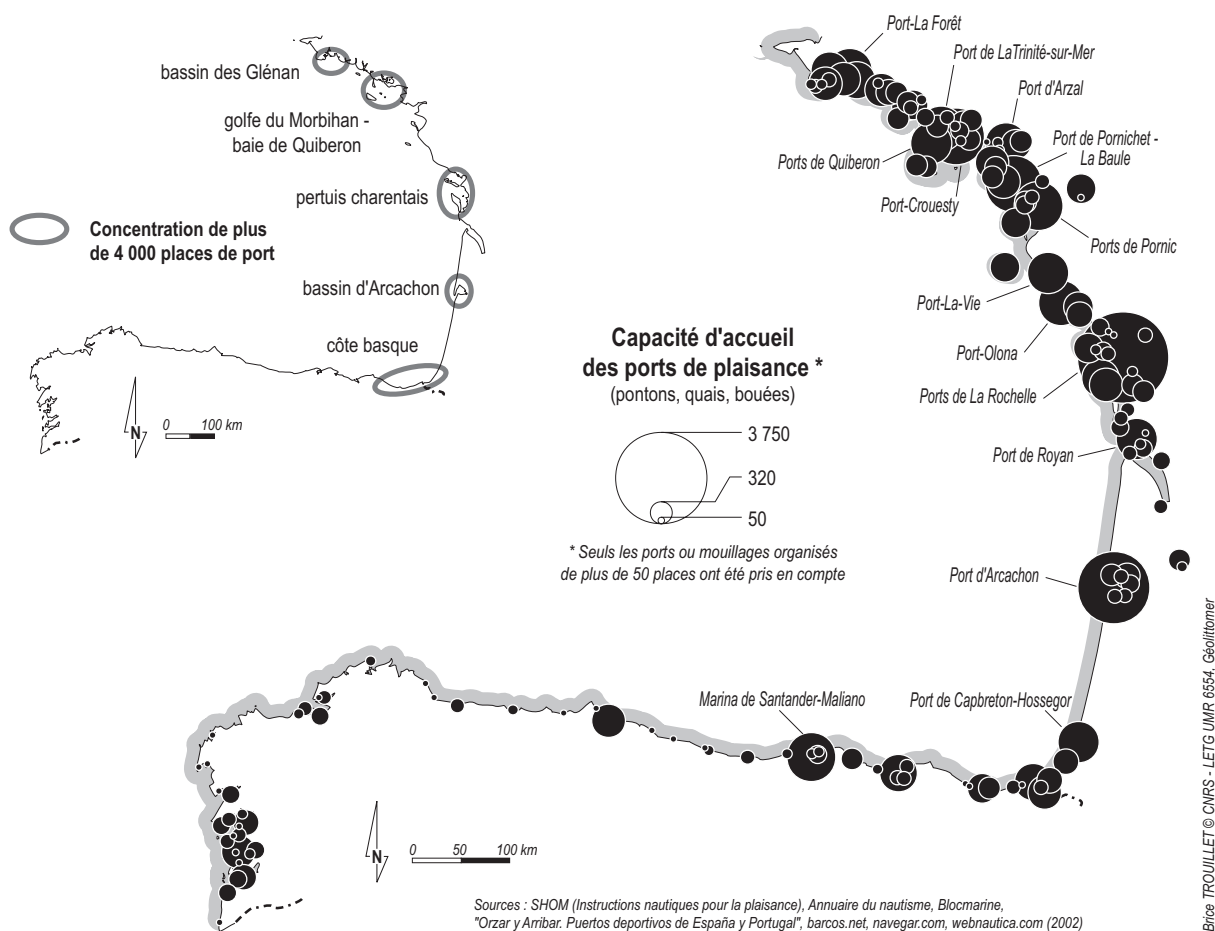 bassin des Glénan
golfe du Morbihan -
baie de Quiberon
pertuis charentais
Concentration de plus
de 4 000 places de port
bassin d'Arcachon
côte basque
N
0 100 km
Port-La Forêt
Port de LaTrinité-sur-Mer
Port d'Arzal
Port de Pornichet -
La Baule
Ports de Quiberon
Port-Crouesty
Ports de Pornic
Port-La-Vie
Port-Olona
Ports de La Rochelle
Port de Royan
Port d'Arcachon
Port de Capbreton-Hossegor
Marina de Santander-Maliano
Capacité d'accueil
des ports de plaisance *
(pontons, quais, bouées)
3 750
320
50
* Seuls les ports ou mouillages organisés
de plus de 50 places ont été pris en compte
N
0 50 100 km
Sources : SHOM (Instructions nautiques pour la plaisance), Annuaire du nautisme, Blocmarine,
"Orzar y Arribar. Puertos deportivos de España y Portugal", barcos.net, navegar.com, webnautica.com (2002)
Brice TROUILLET © CNRS - LETG UMR 6554, Géolittomer